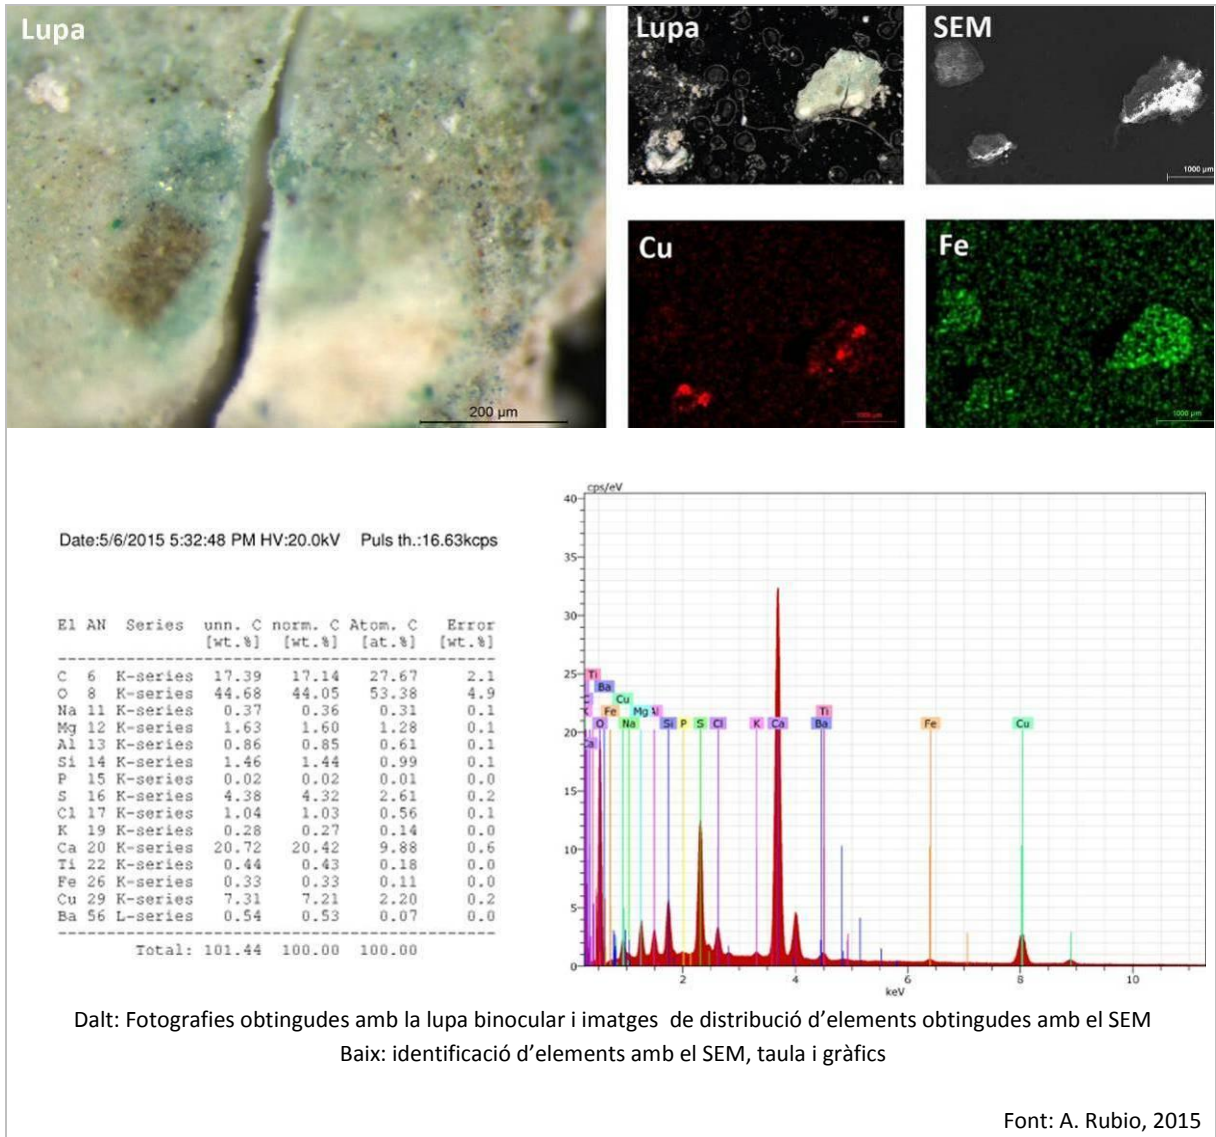 Lupa
200 µm
Lupa
SEM
1000 µm
Cu
1000 µm
Fe
1000 µm
Date:5/6/2015 5:32:48 PM HV:20.0kV Puls th.:16.63kcps
El AN Series unn. C norm. C Atom. C Error
[wt.%] [wt.%] [at.%] [wt.%]
C 6 K-series 17.39 17.14 27.67 2.1
O 8 K-series 44.68 44.05 53.38 4.9
Na 11 K-series 0.37 0.36 0.31 0.1
Mg 12 K-series 1.63 1.60 1.28 0.1
Al 13 K-series 0.86 0.85 0.61 0.1
Si 14 K-series 1.46 1.44 0.99 0.1
P 15 K-series 0.02 0.02 0.01 0.0
S 16 K-series 4.38 4.32 2.61 0.2
Cl 17 K-series 1.04 1.03 0.56 0.1
K 19 K-series 0.28 0.27 0.14 0.0
Ca 20 K-series 20.72 20.42 9.88 0.6
Ti 22 K-series 0.44 0.43 0.18 0.0
Fe 26 K-series 0.33 0.33 0.11 0.0
Cu 29 K-series 7.31 7.21 2.20 0.2
Ba 56 L-series 0.54 0.53 0.07 0.0
Total: 101.44 100.00 100.00
cps/eV
40
35
30
25
20
15
10
5
0
Ti
Ba
Cu
Fe Mg Al Ti
K O Na Si P S Cl K Ca Ba Fe Cu
Ca
2 4 6 8 10
keV
Dalt: Fotografies obtingudes amb la lupa binocular i imatges de distribució d'elements obtingudes amb el SEM
Baix: identificació d'elements amb el SEM, taula i gràfics
Font: A. Rubio, 2015